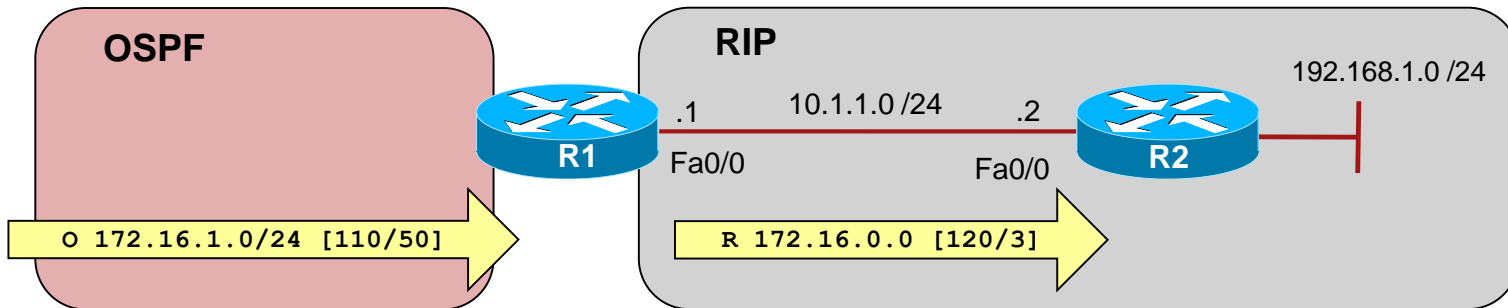 OSPF
RIP
192.168.1.0 /24
.1
10.1.1.0 /24
.2
R1
R2
Fa0/0
Fa0/0
O 172.16.1.0/24 [110/50]
R 172.16.0.0 [120/3]